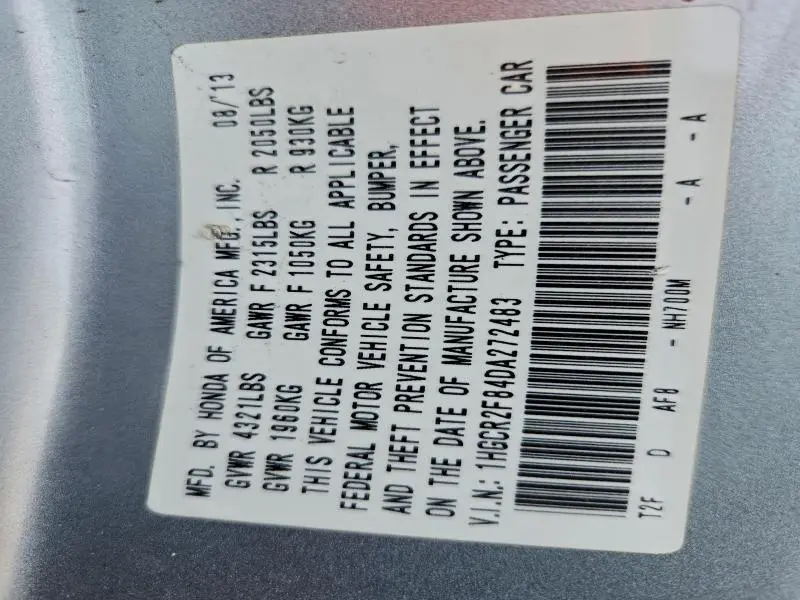 MFD. BY HONDA OF AMERICA MFG., INC. 08/'13
GVWR 4321LBS GAWR F 2315LBS R 2050LBS
GVWR 1960KG GAWR F 1050KG R 930KG
THIS VEHICLE CONFORMS TO ALL APPLICABLE
FEDERAL MOTOR VEHICLE SAFETY, BUMPER,
AND THEFT PREVENTION STANDARDS IN EFFECT
ON THE DATE OF MANUFACTURE SHOWN ABOVE.
V.I.N.: 1HGCR2F84DA272483 TYPE: PASSENGER CAR
T2F D AF8 - NH700M - A - A